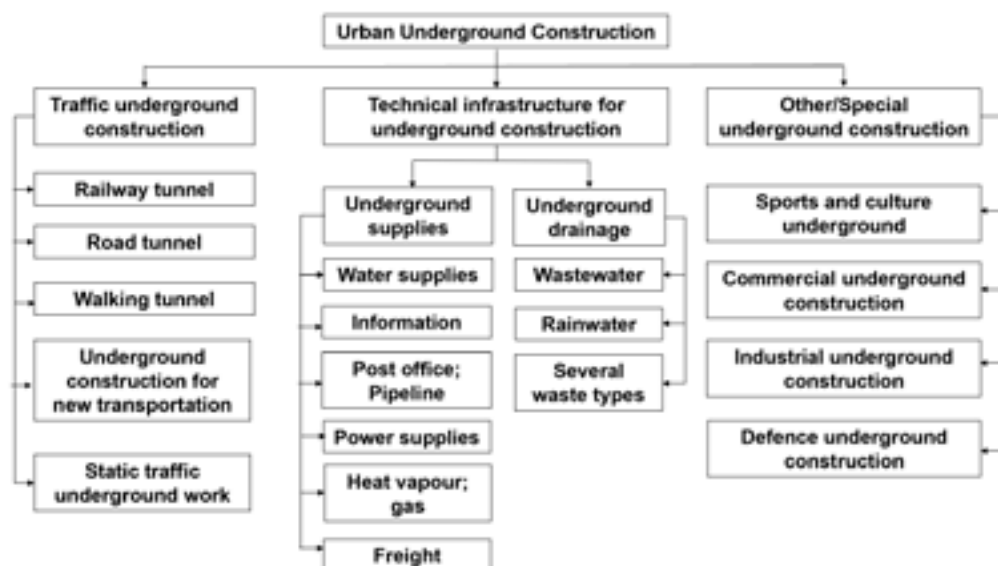 Urban Underground Construction
Traffic underground
construction
Railway tunnel
Road tunnel
Walking tunnel
Underground
construction for
new transportation
Static traffic
underground work
Technical infrastructure for
underground construction
Underground
supplies
Water supplies
Information
Post office;
Pipeline
Power supplies
Heat vapour;
gas
Freight
Underground
drainage
Wastewater
Rainwater
Several
waste types
Other/Special
underground construction
Sports and culture
underground
Commercial underground
construction
Industrial underground
construction
Defence underground
construction